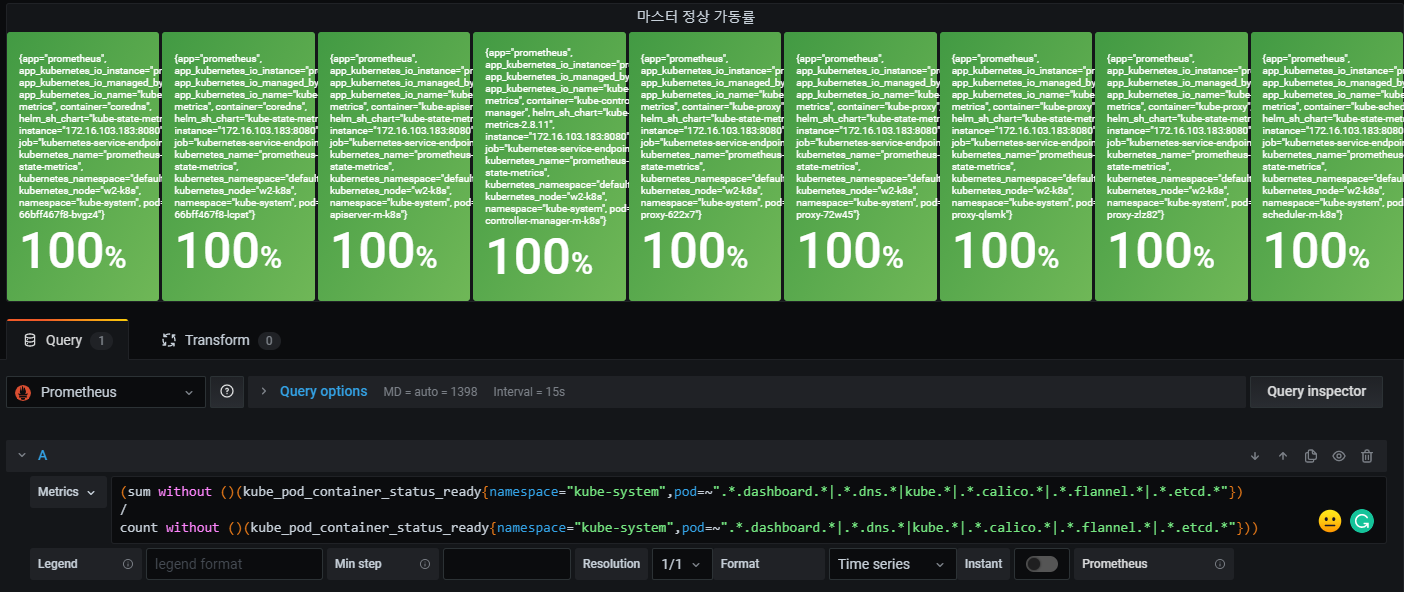 마스터 정상 가동률
{app="prometheus",
app_kubernetes_io_instance="pr
app_kubernetes_io_managed_by
app_kubernetes_io_name="kube
metrics", container="coredns",
helm_sh_chart="kube-state-metr
instance="172.16.103.183:8080"
job="kubernetes-service-endpoin
kubernetes_name="prometheus-
state-metrics",
kubernetes_namespace="default
kubernetes_node="w2-k8s",
namespace="kube-system", pod=
66bff467f8-bvgz4"}
100%
{app="prometheus",
app_kubernetes_io_instance="pr
app_kubernetes_io_managed_by
app_kubernetes_io_name="kube
metrics", container="coredns",
helm_sh_chart="kube-state-metr
instance="172.16.103.183:8080"
job="kubernetes-service-endpoin
kubernetes_name="prometheus-
state-metrics",
kubernetes_namespace="default
kubernetes_node="w2-k8s",
namespace="kube-system", pod=
66bff467f8-lcpst"}
100%
{app="prometheus",
app_kubernetes_io_instance="pr
app_kubernetes_io_managed_by
app_kubernetes_io_name="kube
metrics", container="kube-apiser
helm_sh_chart="kube-state-metr
instance="172.16.103.183:8080"
job="kubernetes-service-endpoin
kubernetes_name="prometheus-
state-metrics",
kubernetes_namespace="default
kubernetes_node="w2-k8s",
namespace="kube-system", pod=
apiserver-m-k8s"}
100%
{app="prometheus",
app_kubernetes_io_instance="pr
app_kubernetes_io_managed_by
app_kubernetes_io_name="kube
metrics", container="kube-contro
manager", helm_sh_chart="kube
metrics-2.8.11",
instance="172.16.103.183:8080"
job="kubernetes-service-endpoin
kubernetes_name="prometheus-
state-metrics",
kubernetes_namespace="default
kubernetes_node="w2-k8s",
namespace="kube-system", pod=
controller-manager-m-k8s"}
100%
{app="prometheus",
app_kubernetes_io_instance="pr
app_kubernetes_io_managed_by
app_kubernetes_io_name="kube
metrics", container="kube-proxy"
helm_sh_chart="kube-state-metr
instance="172.16.103.183:8080"
job="kubernetes-service-endpoin
kubernetes_name="prometheus-
state-metrics",
kubernetes_namespace="default
kubernetes_node="w2-k8s",
namespace="kube-system", pod=
proxy-622x7"}
100%
{app="prometheus",
app_kubernetes_io_instance="pr
app_kubernetes_io_managed_by
app_kubernetes_io_name="kube
metrics", container="kube-proxy"
helm_sh_chart="kube-state-metr
instance="172.16.103.183:8080"
job="kubernetes-service-endpoin
kubernetes_name="prometheus-
state-metrics",
kubernetes_namespace="default
kubernetes_node="w2-k8s",
namespace="kube-system", pod=
proxy-72w45"}
100%
{app="prometheus",
app_kubernetes_io_instance="pr
app_kubernetes_io_managed_by
app_kubernetes_io_name="kube
metrics", container="kube-proxy"
helm_sh_chart="kube-state-metr
instance="172.16.103.183:8080"
job="kubernetes-service-endpoin
kubernetes_name="prometheus-
state-metrics",
kubernetes_namespace="default
kubernetes_node="w2-k8s",
namespace="kube-system", pod=
proxy-qlsmk"}
100%
{app="prometheus",
app_kubernetes_io_instance="pr
app_kubernetes_io_managed_by
app_kubernetes_io_name="kube
metrics", container="kube-proxy"
helm_sh_chart="kube-state-metr
instance="172.16.103.183:8080"
job="kubernetes-service-endpoin
kubernetes_name="prometheus-
state-metrics",
kubernetes_namespace="default
kubernetes_node="w2-k8s",
namespace="kube-system", pod=
proxy-zlz82"}
100%
{app="prometheus",
app_kubernetes_io_instance="pr
app_kubernetes_io_managed_by
app_kubernetes_io_name="kube
metrics", container="kube-sched
helm_sh_chart="kube-state-metr
instance="172.16.103.183:8080"
job="kubernetes-service-endpoin
kubernetes_name="prometheus-
state-metrics",
kubernetes_namespace="default
kubernetes_node="w2-k8s",
namespace="kube-system", pod=
scheduler-m-k8s"}
100%
Query 1 Transform 0
Prometheus Query options MD = auto = 1398 Interval = 15s Query inspector
A
Metrics (sum without ()(kube_pod_container_status_ready{namespace="kube-system",pod=~".*.dashboard.*|.*.dns.*|kube.*|.*.calico.*|.*.flannel.*|.*.etcd.*"})
/
count without ()(kube_pod_container_status_ready{namespace="kube-system",pod=~".*.dashboard.*|.*.dns.*|kube.*|.*.calico.*|.*.flannel.*|.*.etcd.*"}))
Legend legend format Min step Resolution 1/1 Format Time series Instant Prometheus